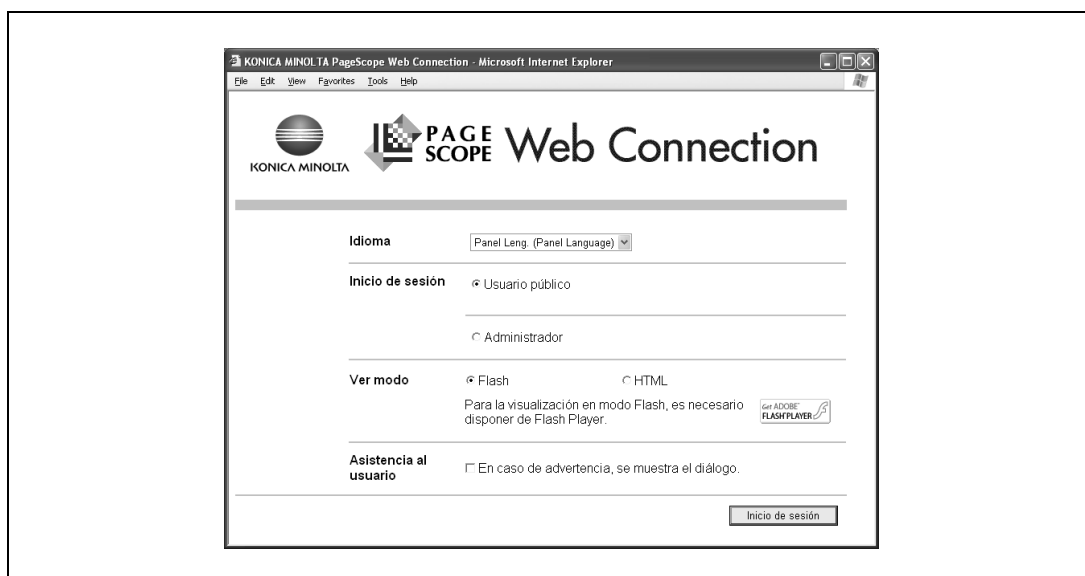 KONICA MINOLTA PageScope Web Connection - Microsoft Internet Explorer
File Edit View Favorites Tools Help
KONICA MINOLTA
PAGE SCOPE Web Connection
Idioma Panel Leng. (Panel Language)
Inicio de sesión Usuario público
Administrador
Ver modo Flash HTML
Para la visualización en modo Flash, es necesario
disponer de Flash Player.
Get ADOBE
FLASH PLAYER
Asistencia al
usuario
En caso de advertencia, se muestra el diálogo.
Inicio de sesión